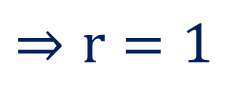 ⇒ r = 1